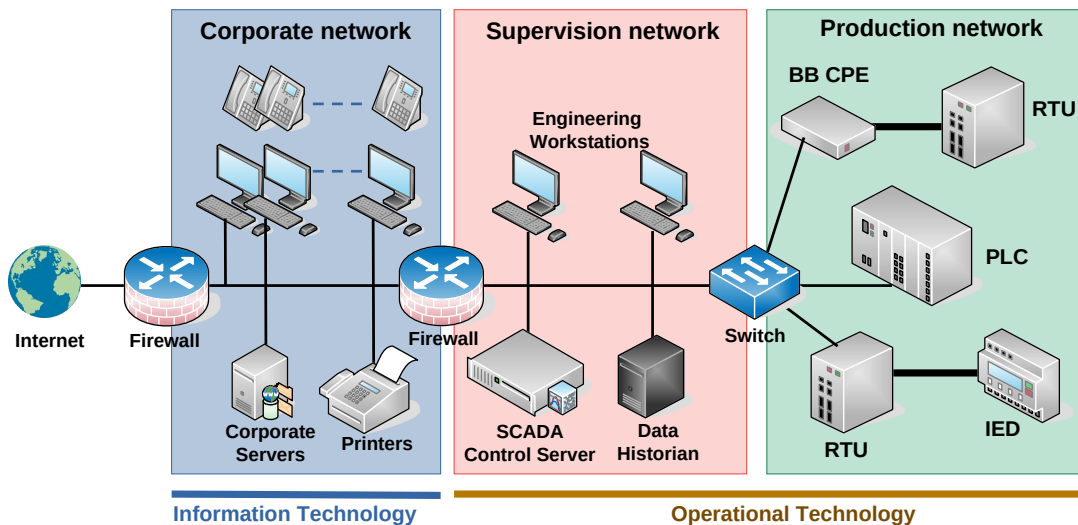 Corporate network
Supervision network
Production network
BB CPE
RTU
Engineering
Workstations
PLC
Internet
Firewall
Firewall
Switch
Corporate
Servers
Printers
SCADA
Control Server
Data
Historian
RTU
IED
Information Technology
Operational Technology